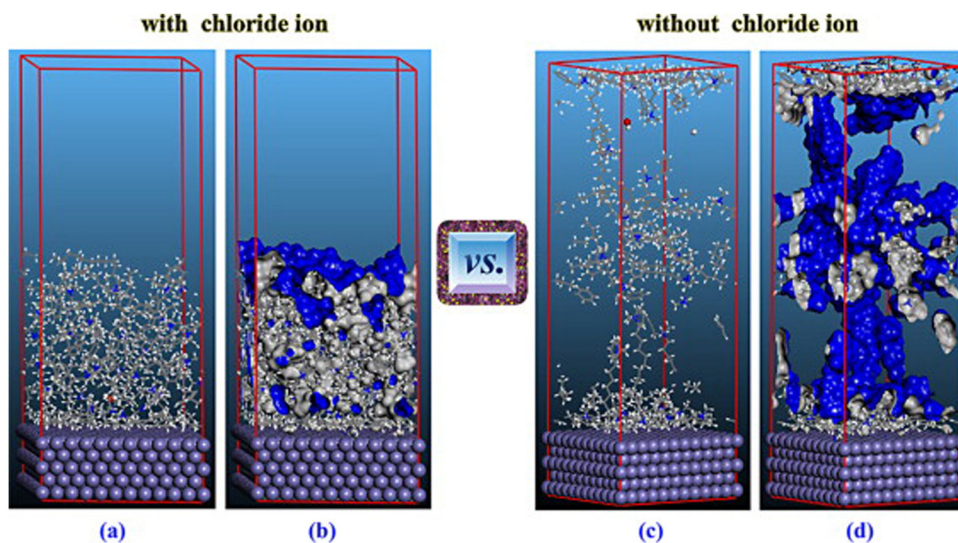 with chloride ion
without chloride ion
vs.
(a)
(b)
(c)
(d)